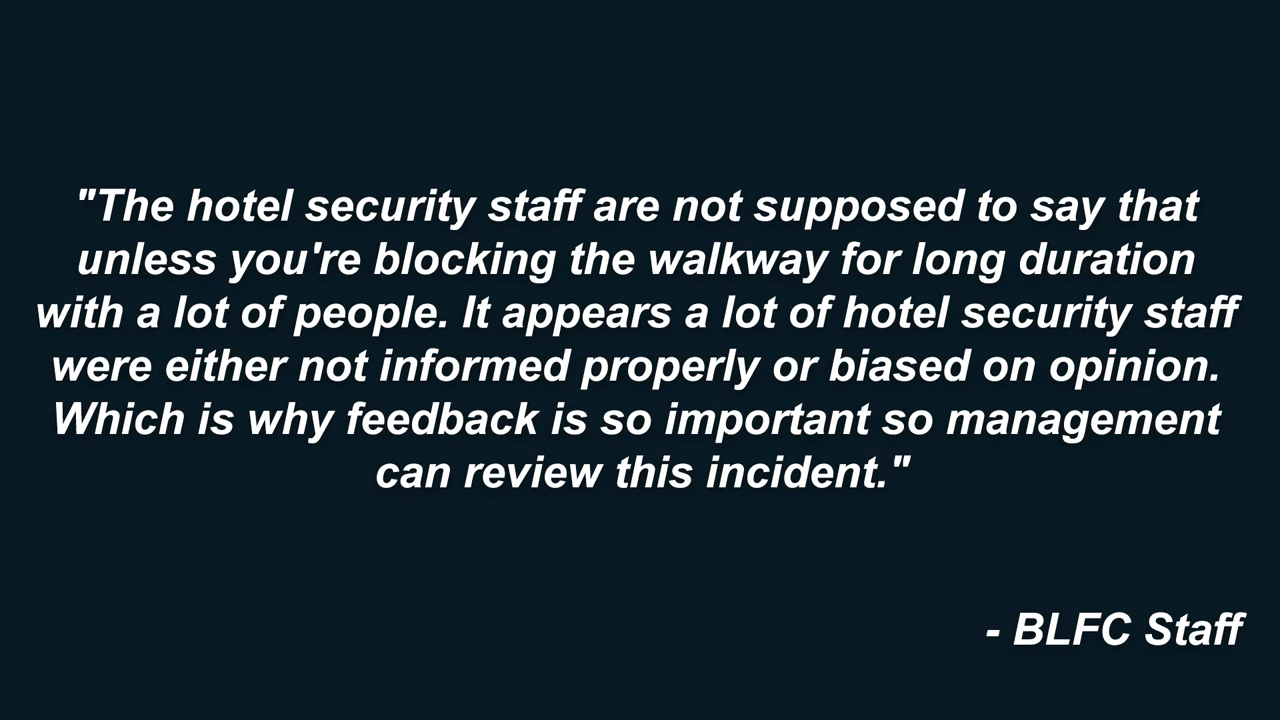 "The hotel security staff are not supposed to say that
unless you're blocking the walkway for long duration
with a lot of people. It appears a lot of hotel security staff
were either not informed properly or biased on opinion.
Which is why feedback is so important so management
can review this incident."
- BLFC Staff